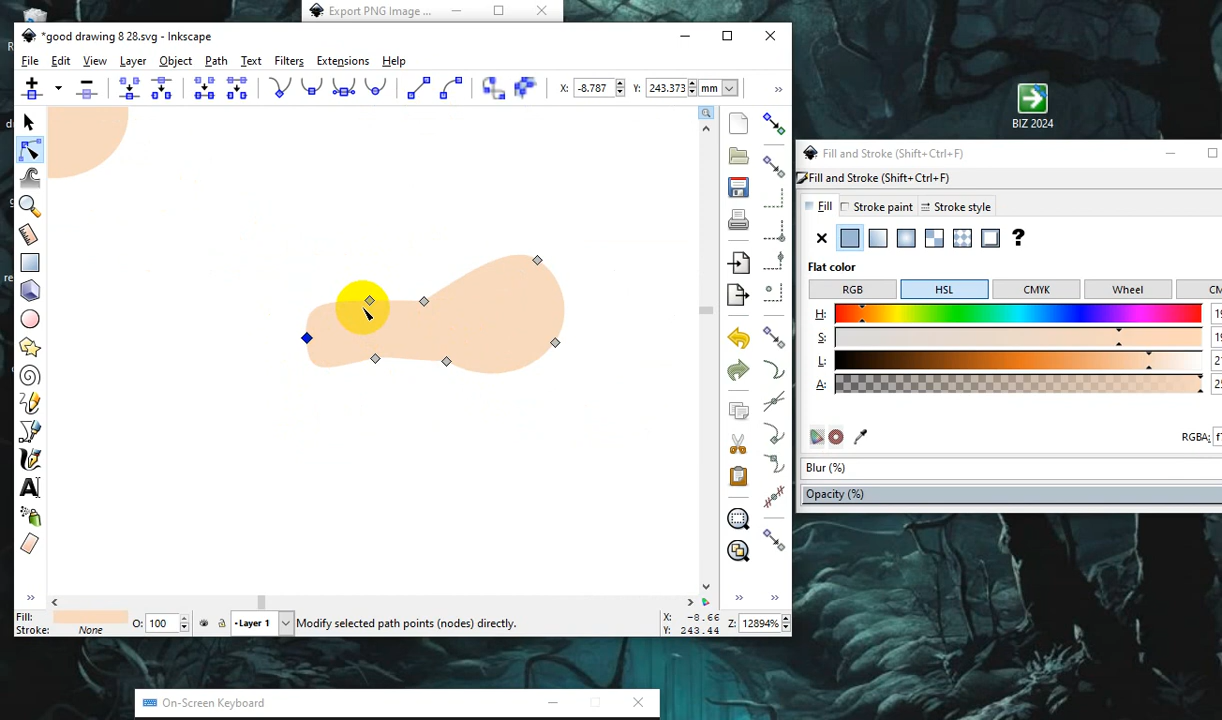 Export PNG Image ...
*good drawing 8 28.svg - Inkscape
File Edit View Layer Object Path Text Filters Extensions Help
X: -8.787 Y: 243.373 mm
BIZ 2024
Fill and Stroke (Shift+Ctrl+F)
Fill and Stroke (Shift+Ctrl+F)
Fill Stroke paint Stroke style
Flat color
RGB HSL CMYK Wheel
H:
S:
L:
A:
RGBA:
Blur (%)
Opacity (%)
Fill:
Stroke: None
O: 100
•Layer 1
Modify selected path points (nodes) directly.
X: -8.66
Y: 243.44
Z: 12894%
On-Screen Keyboard